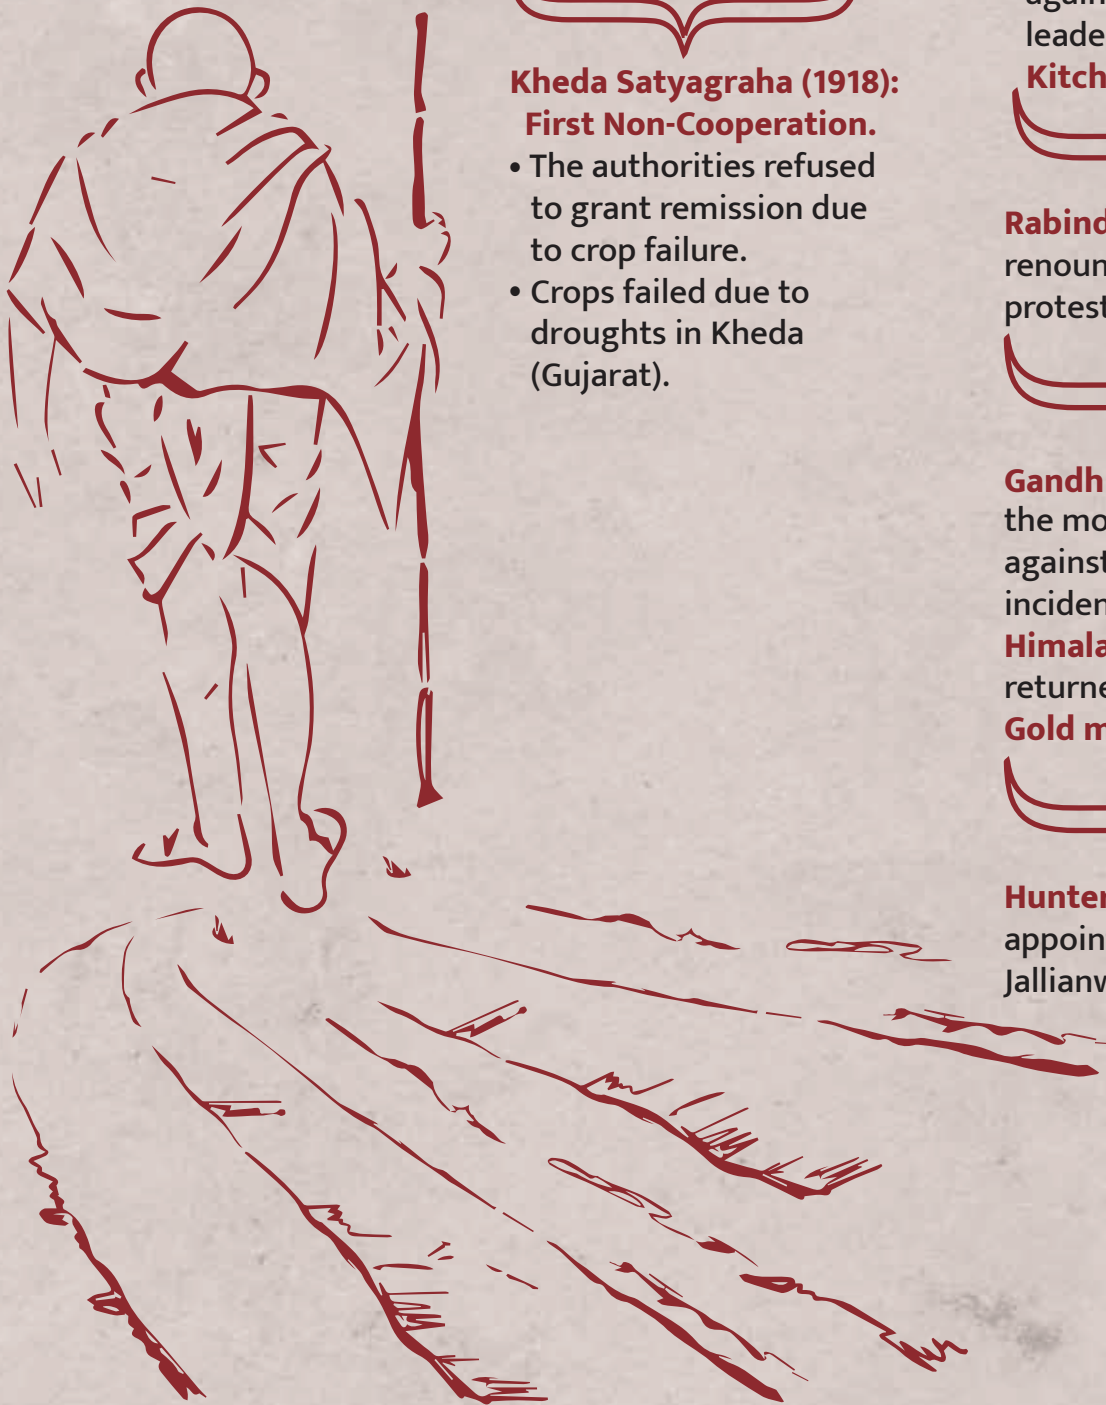 Kheda Satyagraha (1918):
First Non-Cooperation.
• The authorities refused
to grant remission due
to crop failure.
• Crops failed due to
droughts in Kheda
(Gujarat).
leade
Kitch
Rabind
renoun
protest
Gandh
the mo
against
inciden
Himala
returne
Gold m
Hunter
appoin
Jallianw